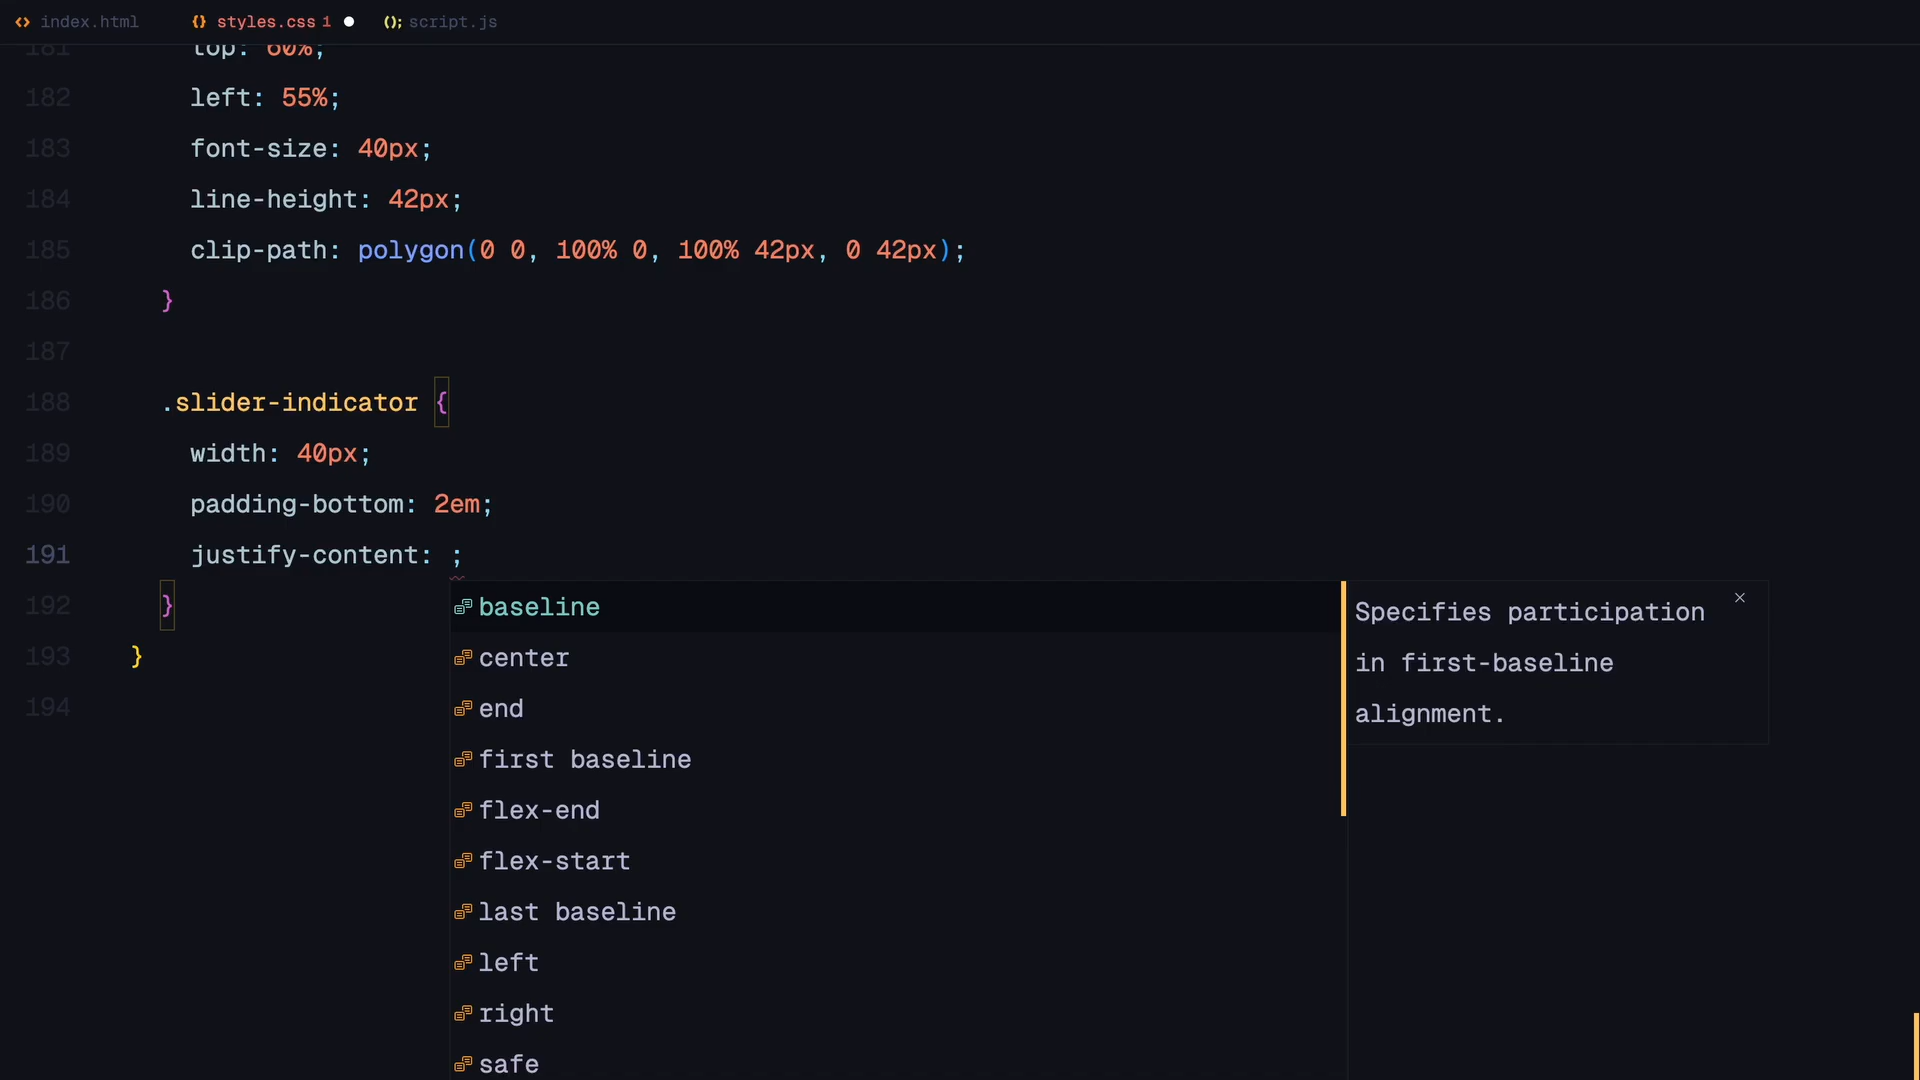 index.html styles.css 1 script.js
181 top: 60%;
182 left: 55%;
183 font-size: 40px;
184 line-height: 42px;
185 clip-path: polygon(0 0, 100% 0, 100% 42px, 0 42px);
186 }
187
188 .slider-indicator {
189 width: 40px;
190 padding-bottom: 2em;
191 justify-content: ;
192 }
193 }
194
baseline
center
end
first baseline
flex-end
flex-start
last baseline
left
right
safe
Specifies participation
in first-baseline
alignment.